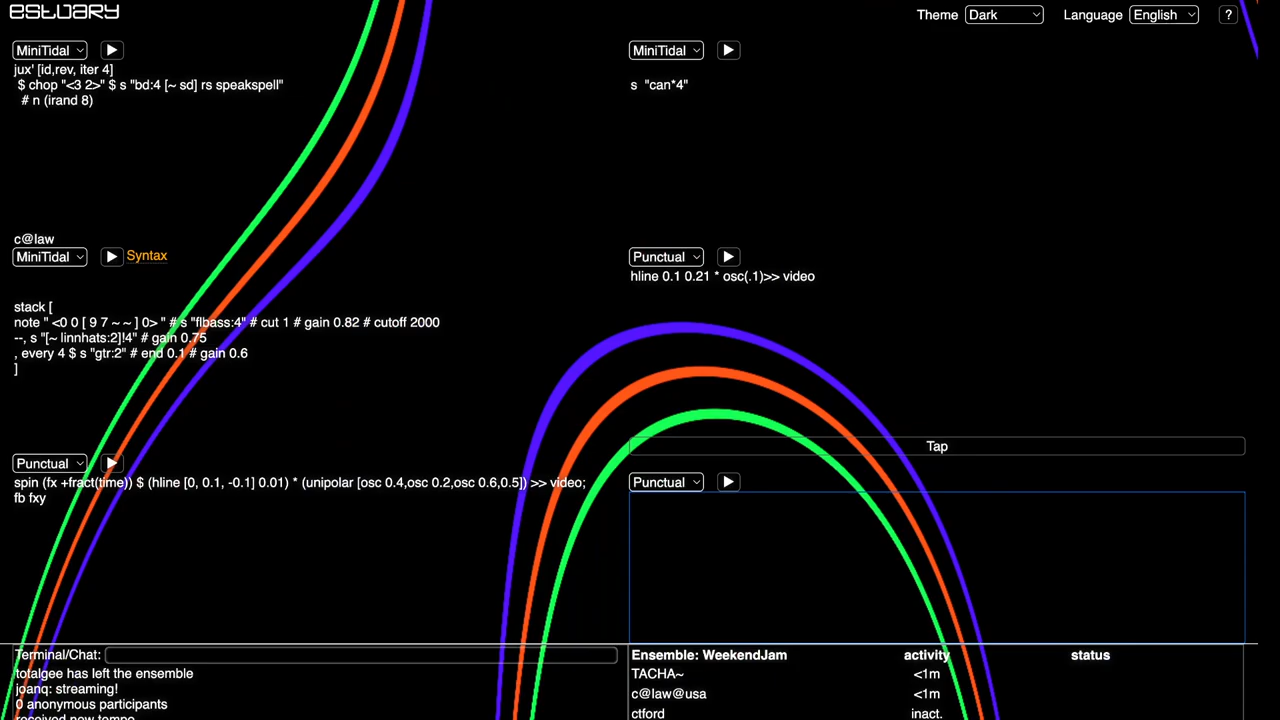 estuary
Theme Dark Language English ?
MiniTidal
jux' [id,rev, iter 4]
$ chop "<3 2>" $ s "bd:4 [~ sd] rs speakspell"
# n (irand 8)
MiniTidal
s "can*4"
c@law
MiniTidal Syntax
stack [
note " <0 0 [ 9 7 ~ ~ ] 0> " # s "flbass:4" # cut 1 # gain 0.82 # cutoff 2000
--, s "[~ linnhats:2]!4" # gain 0.75
, every 4 $ s "gtr:2" # end 0.1 # gain 0.6
]
Punctual
hline 0.1 0.21 * osc(.1)>> video
Punctual
spin (fx +fract(time)) $ (hline [0, 0.1, -0.1] 0.01) * (unipolar [osc 0.4,osc 0.2,osc 0.6,0.5]) >> video;
fb fxy
Tap
Punctual
Terminal/Chat:
totalgee has left the ensemble
joanq: streaming!
0 anonymous participants
received new tempo
Ensemble: WeekendJam activity status
TACHA~ <1m
c@law@usa <1m
ctford inact.